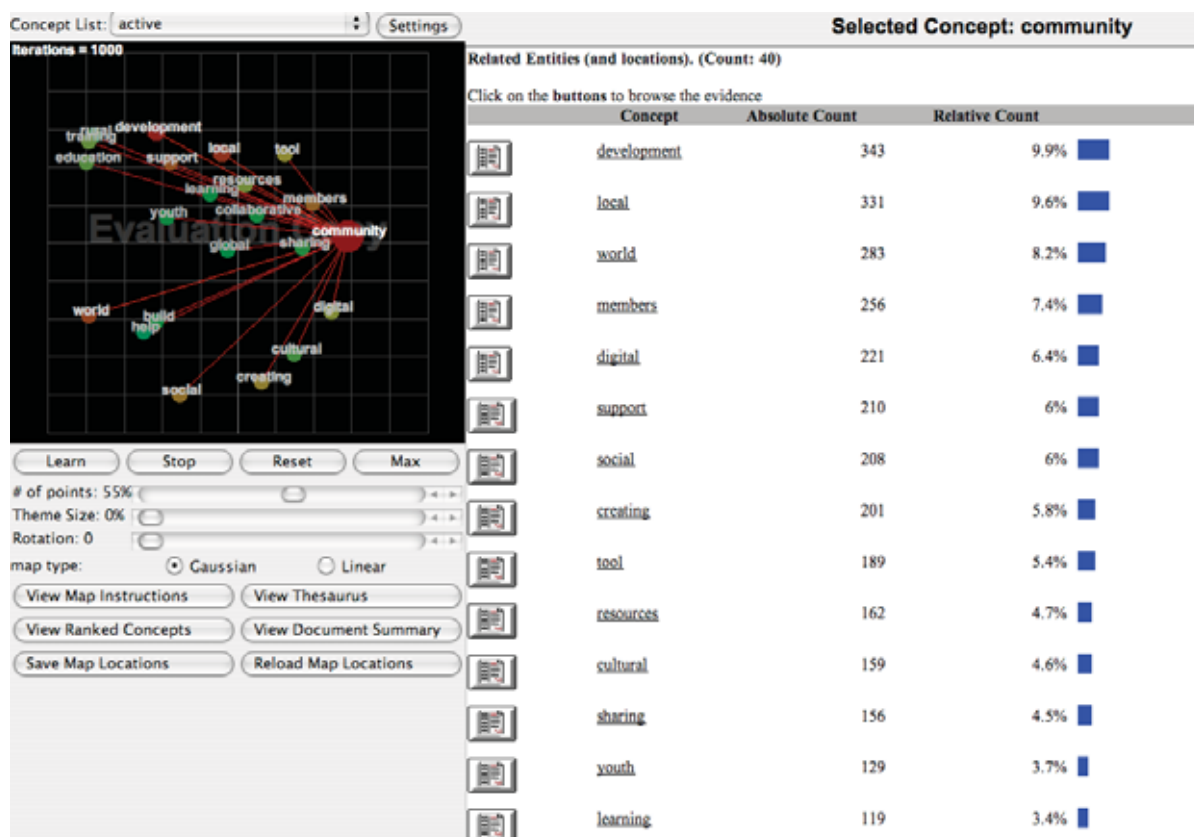 Concept List: active Settings
Selected Concept: community
Iterations = 1000
rural development
training
education support local tool
resources
learning members
youth collaborative
Evaluation Copy
community
global sharing
world build digital
help
cultural
creating
social
Learn Stop Reset Max
# of points: 55%
Theme Size: 0%
Rotation: 0
map type: Gaussian Linear
View Map Instructions View Thesaurus
View Ranked Concepts View Document Summary
Save Map Locations Reload Map Locations
Related Entities (and locations). (Count: 40)
Click on the buttons to browse the evidence
Concept Absolute Count Relative Count
development 343 9.9%
local 331 9.6%
world 283 8.2%
members 256 7.4%
digital 221 6.4%
support 210 6%
social 208 6%
creating 201 5.8%
tool 189 5.4%
resources 162 4.7%
cultural 159 4.6%
sharing 156 4.5%
youth 129 3.7%
learning 119 3.4%